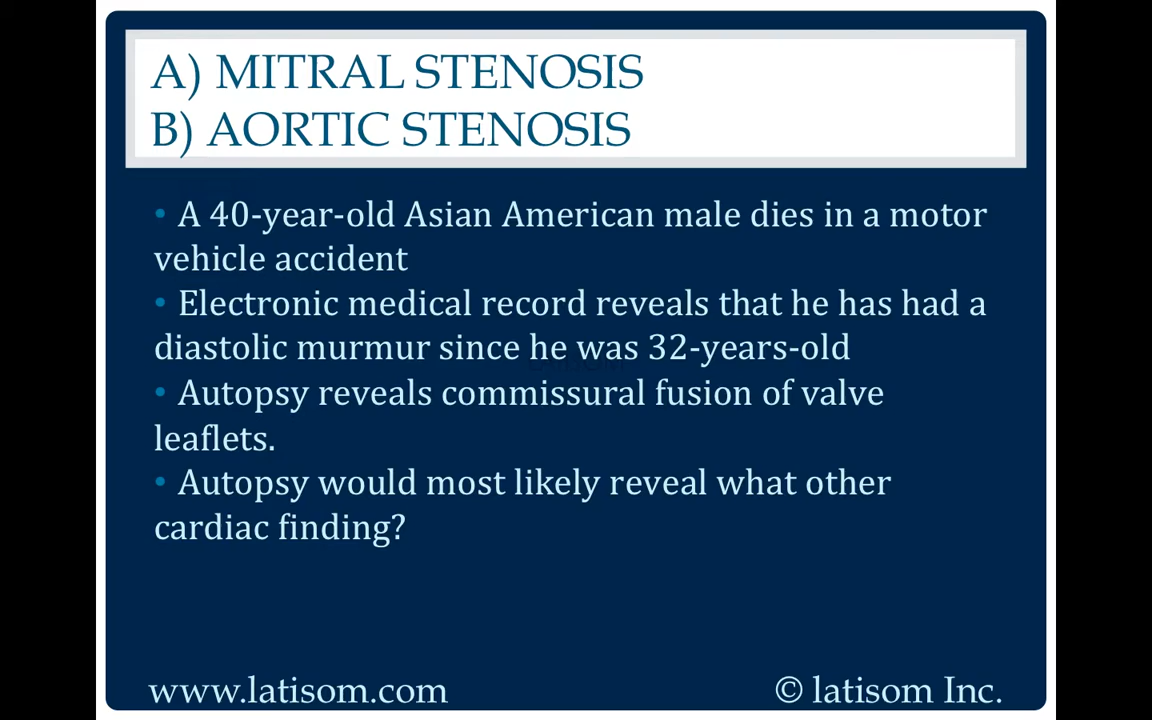 A) MITRAL STENOSIS
B) AORTIC STENOSIS
• A 40-year-old Asian American male dies in a motor
vehicle accident
• Electronic medical record reveals that he has had a
diastolic murmur since he was 32-years-old
• Autopsy reveals commissural fusion of valve
leaflets.
• Autopsy would most likely reveal what other
cardiac finding?
www.latisom.com
© latisom Inc.